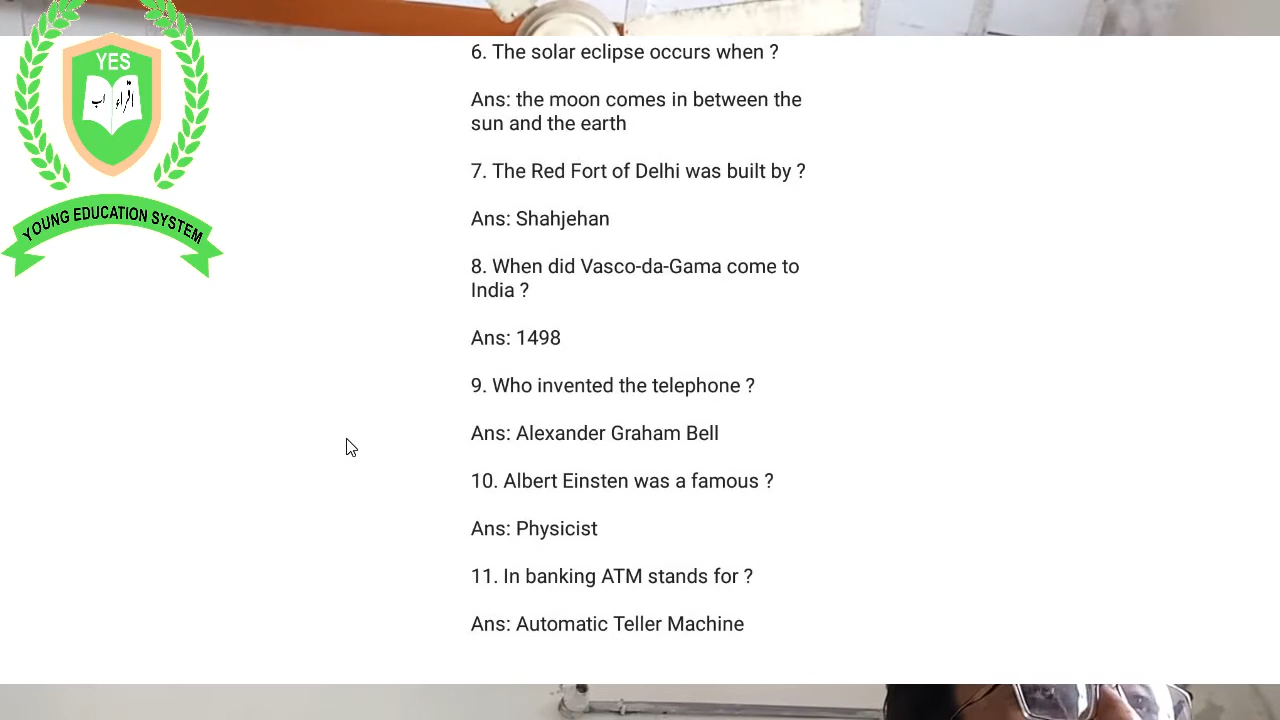 YES
اقراء
YOUNG EDUCATION SYSTEM
6. The solar eclipse occurs when ?
Ans: the moon comes in between the
sun and the earth
7. The Red Fort of Delhi was built by ?
Ans: Shahjehan
8. When did Vasco-da-Gama come to
India ?
Ans: 1498
9. Who invented the telephone ?
Ans: Alexander Graham Bell
10. Albert Einsten was a famous ?
Ans: Physicist
11. In banking ATM stands for ?
Ans: Automatic Teller Machine